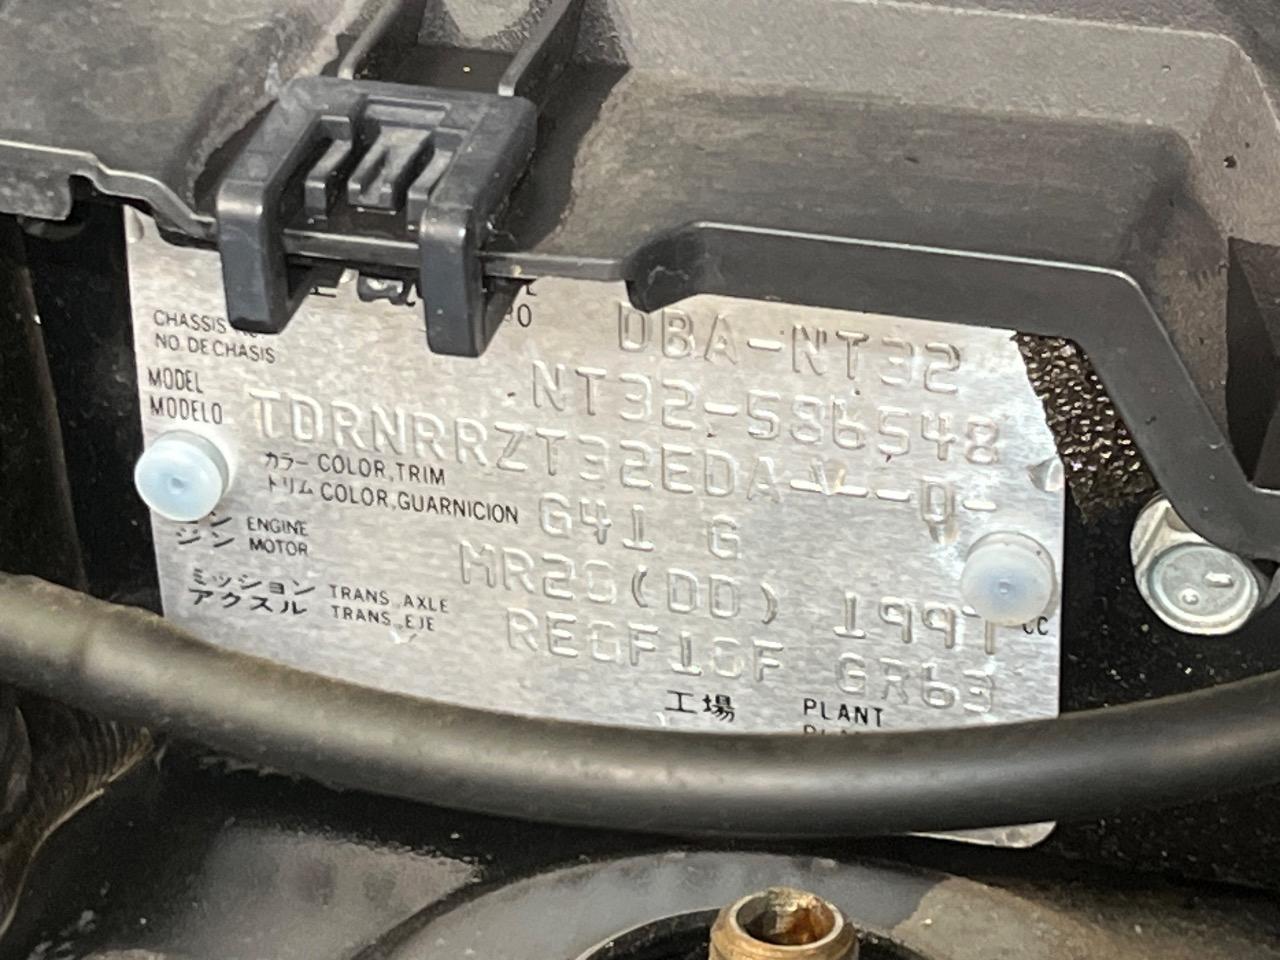 DBA-NT32
CHASSIS
NO. DE CHASIS
NT32-586548
MODEL
MODELO
TDRNRRZT32EDA-----D-
カラー COLOR,TRIM
トリム COLOR,GUARNICION
G41 G
ENGINE
ジン MOTOR
MR20(DD) 1997 CC
ミッション TRANS. AXLE
アクスル TRANS. EJE
RE0F10F GR63
工場 PLANT